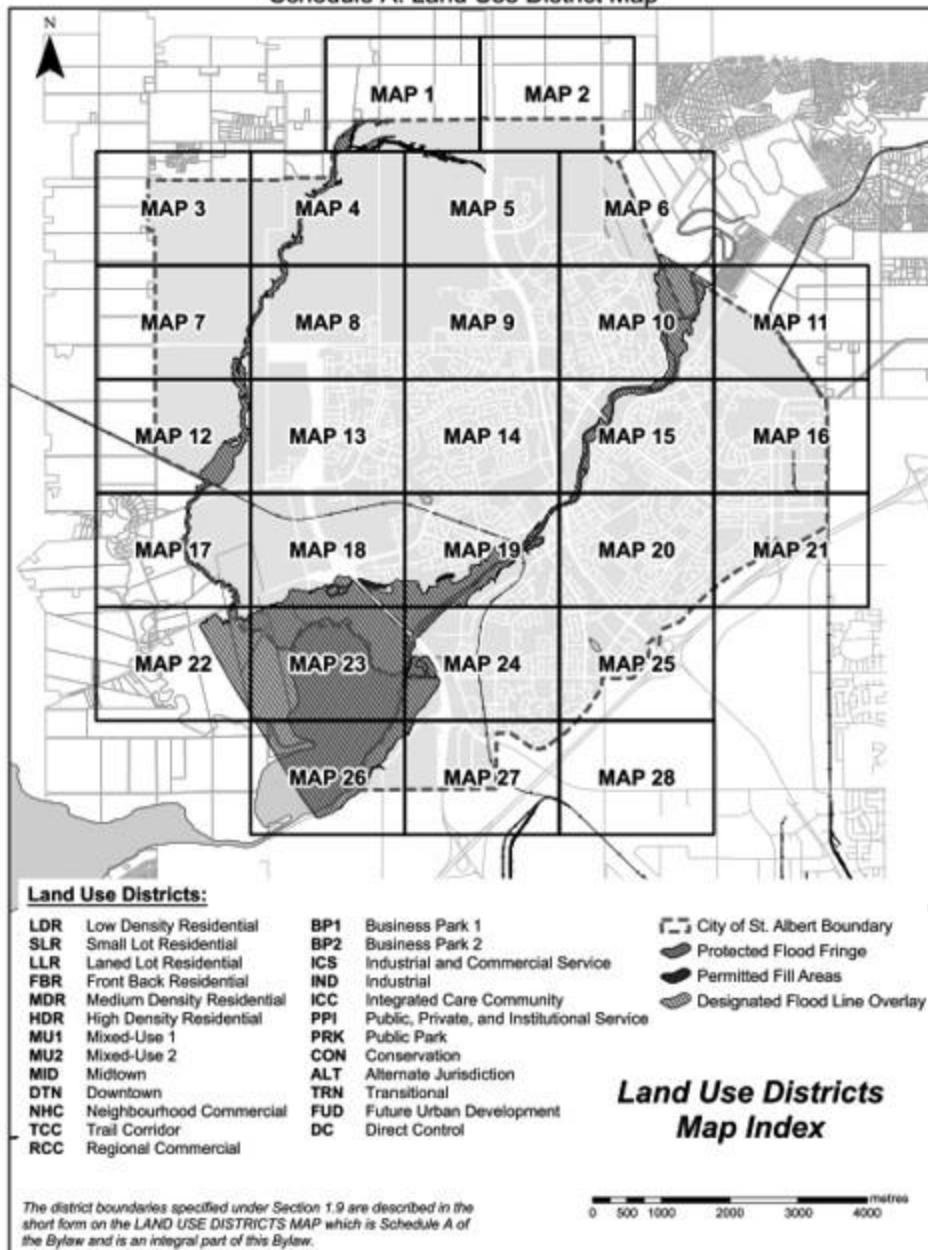 Schedule A: Land Use District Map
N
MAP 1 MAP 2
MAP 3 MAP 4 MAP 5 MAP 6
MAP 7 MAP 8 MAP 9 MAP 10 MAP 11
MAP 12 MAP 13 MAP 14 MAP 15 MAP 16
MAP 17 MAP 18 MAP 19 MAP 20 MAP 21
MAP 22 MAP 23 MAP 24 MAP 25
MAP 26 MAP 27 MAP 28
Land Use Districts:
LDR Low Density Residential
SLR Small Lot Residential
LLR Laned Lot Residential
FBR Front Back Residential
MDR Medium Density Residential
HDR High Density Residential
MU1 Mixed-Use 1
MU2 Mixed-Use 2
MID Midtown
DTN Downtown
NHC Neighbourhood Commercial
TCC Trail Corridor
RCC Regional Commercial
BP1 Business Park 1
BP2 Business Park 2
ICS Industrial and Commercial Service
IND Industrial
ICC Integrated Care Community
PPI Public, Private, and Institutional Service
PRK Public Park
CON Conservation
ALT Alternate Jurisdiction
TRN Transitional
FUD Future Urban Development
DC Direct Control
City of St. Albert Boundary
Protected Flood Fringe
Permitted Fill Areas
Designated Flood Line Overlay
Land Use Districts
Map Index
metres
0 500 1000 2000 3000 4000
The district boundaries specified under Section 1.9 are described in the
short form on the LAND USE DISTRICTS MAP which is Schedule A of
the Bylaw and is an integral part of this Bylaw.